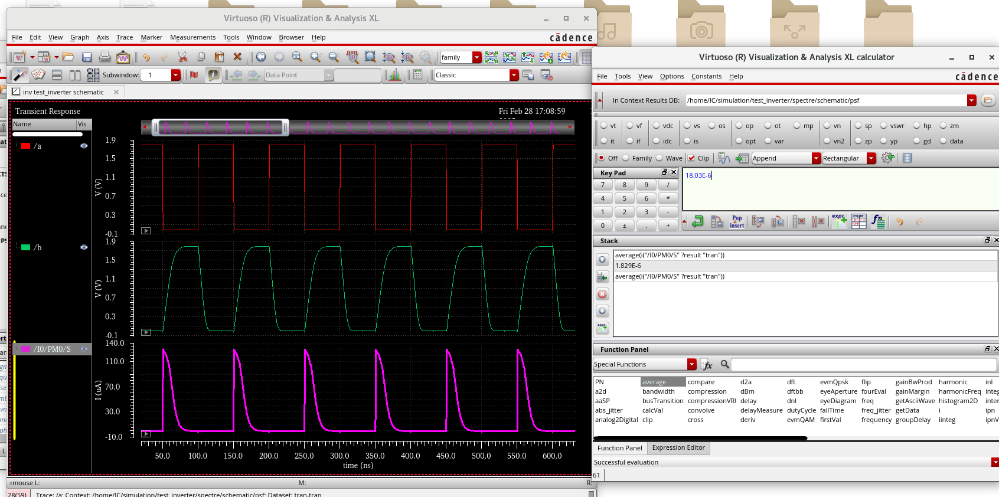 Virtuoso (R) Visualization & Analysis XL
File Edit View Graph Axis Trace Marker Measurements Tools Window Browser Help
cādence
family
Subwindow: 1
Data Point
Classic
inv test_inverter schematic
Transient Response
Fri Feb 28 17:08:59
Name Vis
/a
1.9
1.5
1.1
0.7
0.3
-0.1
V (V)
/b
1.9
1.5
1.1
0.7
0.3
-0.1
V (V)
/I0/PM0/S
140.0
110.0
70.0
30.0
-10.0
I (uA)
50.0 100.0 150.0 200.0 250.0 300.0 350.0 400.0 450.0 500.0 550.0 600.0
time (ns)
mouse L: M: R:
28(59) Trace: /a; Context: /home/IC/simulation/test_inverter/spectre/schematic/psf; Dataset: tran-tran
Virtuoso (R) Visualization & Analysis XL calculator
File Tools View Options Constants Help
cādence
In Context Results DB: /home/IC/simulation/test_inverter/spectre/schematic/psf
vt vf vdc vs os op ot mp vn sp vswr hp zm
it if idc is opt var vn2 zp yp gd data
Off Family Wave Clip Append Rectangular
Key Pad
7 8 9 /
4 5 6 *
1 2 3 -
0 ± . +
18.03E-6
Pop
insert
expr
expr
fn
Stack
average(i("/I0/PM0/S" ?result "tran"))
1.829E-6
average(i("/I0/PM0/S" ?result "tran"))
expr
Function Panel
Special Functions
fx
PN average compare d2a dft evmQpsk flip gainBwProd harmonic inl
a2d bandwidth compression dBm dftbb eyeAperture fourEval gainMargin harmonicFreq integ
aaSP busTransition compressionVRI delay dnl eyeDiagram freq getAsciiWave histogram2D inter
abs_jitter calcVal convolve delayMeasure dutyCycle fallTime freq_jitter getData i ipn
analog2Digital clip cross deriv evmQAM firstVal frequency groupDelay iinteg ipnV
Function Panel Expression Editor
Successful evaluation
61